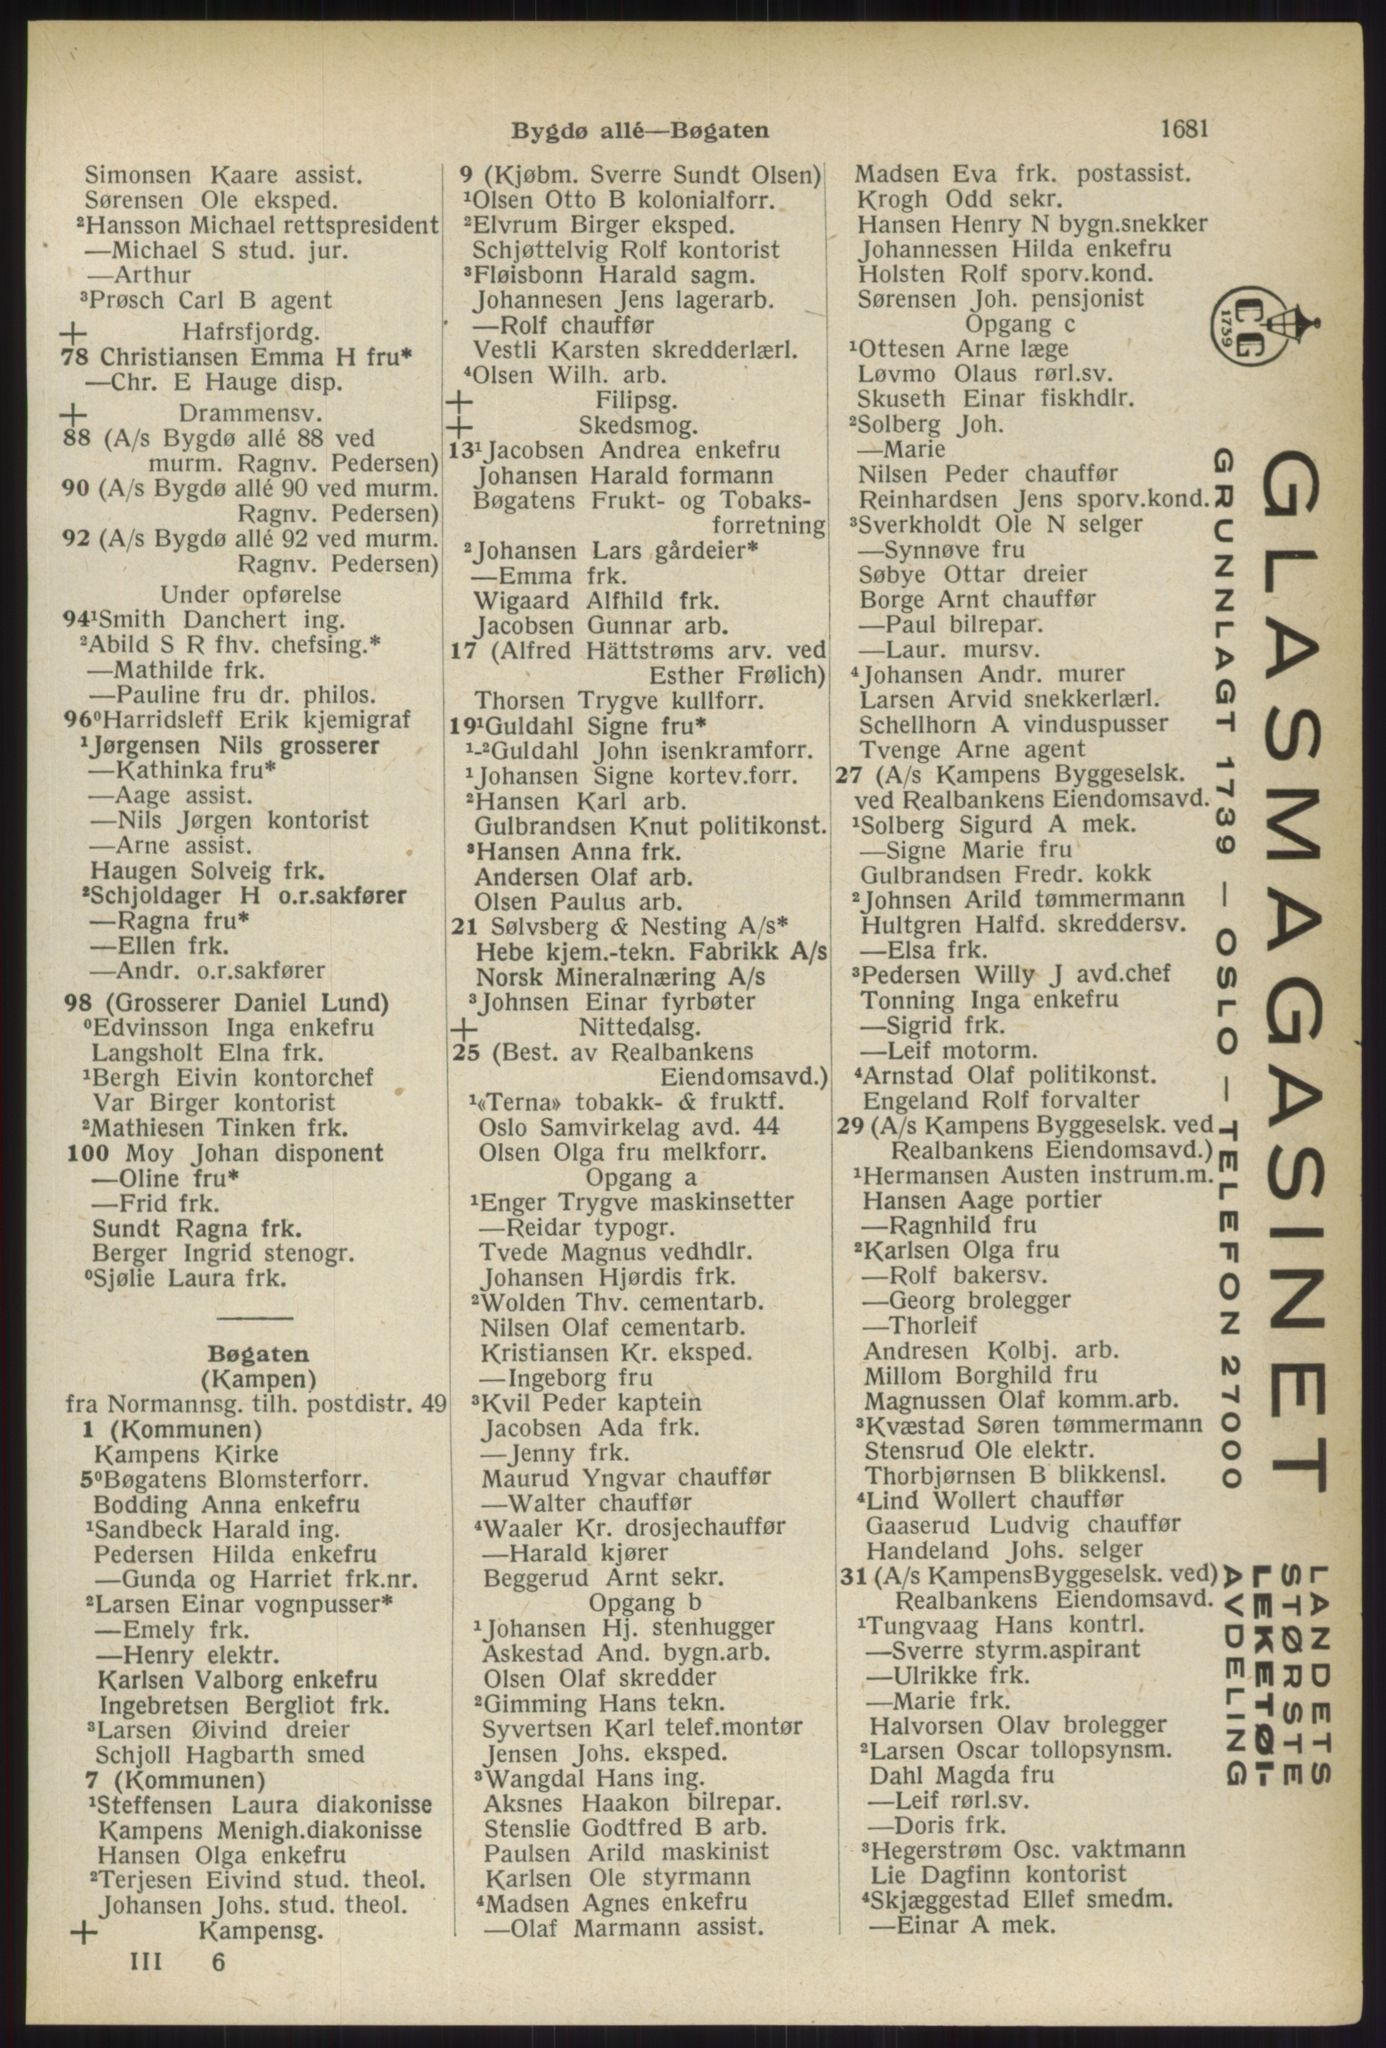 Bygdø allé—Bøgaten
1681
Simonsen Kaare assist.
Sørensen Ole eksped.
²Hansson Michael rettspresident
—Michael S stud. jur.
—Arthur
³Prøsch Carl B agent
+ Hafrsfjordg.
78 Christiansen Emma H fru*
—Chr. E Hauge disp.
+ Drammensv.
88 (A/s Bygdø allé 88 ved
murm. Ragnv. Pedersen)
90 (A/s Bygdø allé 90 ved murm.
Ragnv. Pedersen)
92 (A/s Bygdø allé 92 ved murm.
Ragnv. Pedersen)
Under opførelse
94¹Smith Danchert ing.
²Abild S R fhv. chefsing.*
—Mathilde frk.
—Pauline fru dr. philos.
96⁰Harridsleff Erik kjemigraf
¹Jørgensen Nils grosserer
—Kathinka fru*
—Aage assist.
—Nils Jørgen kontorist
—Arne assist.
Haugen Solveig frk.
²Schjoldager H o.r.sakfører
—Ragna fru*
—Ellen frk.
—Andr. o.r.sakfører
98 (Grosserer Daniel Lund)
⁰Edvinsson Inga enkefru
Langsholt Elna frk.
¹Bergh Eivin kontorchef
Var Birger kontorist
²Mathiesen Tinken frk.
100 Moy Johan disponent
—Oline fru*
—Frid frk.
Sundt Ragna frk.
Berger Ingrid stenogr.
⁰Sjølie Laura frk.
Bøgaten
(Kampen)
fra Normannsg. tilh. postdistr. 49
1 (Kommunen)
Kampens Kirke
5⁰Bøgatens Blomsterforr.
Bodding Anna enkefru
¹Sandbeck Harald ing.
Pedersen Hilda enkefru
—Gunda og Harriet frk.nr.
²Larsen Einar vognpusser*
—Emely frk.
—Henry elektr.
Karlsen Valborg enkefru
Ingebretsen Bergliot frk.
³Larsen Øivind dreier
Schjoll Hagbarth smed
7 (Kommunen)
¹Steffensen Laura diakonisse
Kampens Menigh.diakonisse
Hansen Olga enkefru
²Terjesen Eivind stud. theol.
Johansen Johs. stud. theol.
+ Kampensg.
III 6
9 (Kjøbm. Sverre Sundt Olsen)
¹Olsen Otto B kolonialforr.
²Elvrum Birger eksped.
Schjøttelvig Rolf kontorist
³Fløisbonn Harald sagm.
Johannesen Jens lagerarb.
—Rolf chauffør
Vestli Karsten skredderlærl.
⁴Olsen Wilh. arb.
+ Filipsg.
+ Skedsmog.
13¹Jacobsen Andrea enkefru
Johansen Harald formann
Bøgatens Frukt- og Tobaks-
forretning
²Johansen Lars gårdeier*
—Emma frk.
Wigaard Alfhild frk.
Jacobsen Gunnar arb.
17 (Alfred Hättstrøms arv. ved
Esther Frølich)
Thorsen Trygve kullforr.
19¹Guldahl Signe fru*
¹-²Guldahl John isenkramforr.
¹Johansen Signe kortev.forr.
²Hansen Karl arb.
Gulbrandsen Knut politikonst.
³Hansen Anna frk.
Andersen Olaf arb.
Olsen Paulus arb.
21 Sølvsberg & Nesting A/s*
Hebe kjem.-tekn. Fabrikk A/s
Norsk Mineralnæring A/s
³Johnsen Einar fyrbøter
+ Nittedalsg.
25 (Best. av Realbankens
Eiendomsavd.)
¹«Terna» tobakk- & fruktf.
Oslo Samvirkelag avd. 44
Olsen Olga fru melkforr.
Opgang a
¹Enger Trygve maskinsetter
—Reidar typogr.
Tvede Magnus vedhdlr.
Johansen Hjørdis frk.
²Wolden Thv. cementarb.
Nilsen Olaf cementarb.
Kristiansen Kr. eksped.
—Ingeborg fru
³Kvil Peder kaptein
Jacobsen Ada frk.
—Jenny frk.
Maurud Yngvar chauffør
—Walter chauffør
⁴Waaler Kr. drosjechauffør
—Harald kjører
Beggerud Arnt sekr.
Opgang b
¹Johansen Hj. stenhugger
Askestad And. bygn.arb.
Olsen Olaf skredder
²Gimming Hans tekn.
Syvertsen Karl telef.montør
Jensen Johs. eksped.
³Wangdal Hans ing.
Aksnes Haakon bilrepar.
Stenslie Godtfred B arb.
Paulsen Arild maskinist
Karlsen Ole styrmann
⁴Madsen Agnes enkefru
—Olaf Marmann assist.
Madsen Eva frk. postassist.
Krogh Odd sekr.
Hansen Henry N bygn.snekker
Johannessen Hilda enkefru
Holsten Rolf sporv.kond.
Sørensen Joh. pensjonist
Opgang c
¹Ottesen Arne læge
Løvmo Olaus rørl.sv.
Skuseth Einar fiskhdlr.
²Solberg Joh.
—Marie
Nilsen Peder chauffør
Reinhardsen Jens sporv.kond.
³Sverkholdt Ole N selger
—Synnøve fru
Søbye Ottar dreier
Borge Arnt chauffør
—Paul bilrepar.
—Laur. mursv.
⁴Johansen Andr. murer
Larsen Arvid snekkerlærl.
Schellhorn A vinduspusser
Tvenge Arne agent
27 (A/s Kampens Byggeselsk.
ved Realbankens Eiendomsavd.
¹Solberg Sigurd A mek.
—Signe Marie fru
Gulbrandsen Fredr. kokk
²Johnsen Arild tømmermann
Hultgren Halfd. skreddersv.
—Elsa frk.
³Pedersen Willy J avd.chef
Tonning Inga enkefru
—Sigrid frk.
—Leif motorm.
⁴Arnstad Olaf politikonst.
Engeland Rolf forvalter
29 (A/s Kampens Byggeselsk. ved
Realbankens Eiendomsavd.)
¹Hermansen Austen instrum.m.
Hansen Aage portier
—Ragnhild fru
²Karlsen Olga fru
—Rolf bakersv.
—Georg brolegger
—Thorleif
Andresen Kolbj. arb.
Millom Borghild fru
Magnussen Olaf komm.arb.
³Kvæstad Søren tømmermann
Stensrud Ole elektr.
Thorbjørnsen B blikkensl.
⁴Lind Wollert chauffør
Gaaserud Ludvig chauffør
Handeland Johs. selger
31 (A/s KampensByggeselsk. ved)
Realbankens Eiendomsavd.
¹Tungvaag Hans kontrl.
—Sverre styrm.aspirant
—Ulrikke frk.
—Marie frk.
Halvorsen Olav brolegger
²Larsen Oscar tollopsynsm.
Dahl Magda fru
—Leif rørl.sv.
—Doris frk.
³Hegerstrøm Osc. vaktmann
Lie Dagfinn kontorist
⁴Skjæggestad Ellef smedm.
—Einar A mek.
CG
1739
GLASMAGASINET
GRUNNLAGT 1739 — OSLO — TELEFON 27000
LANDETS
STØRSTE
LEKETØI-
AVDELING